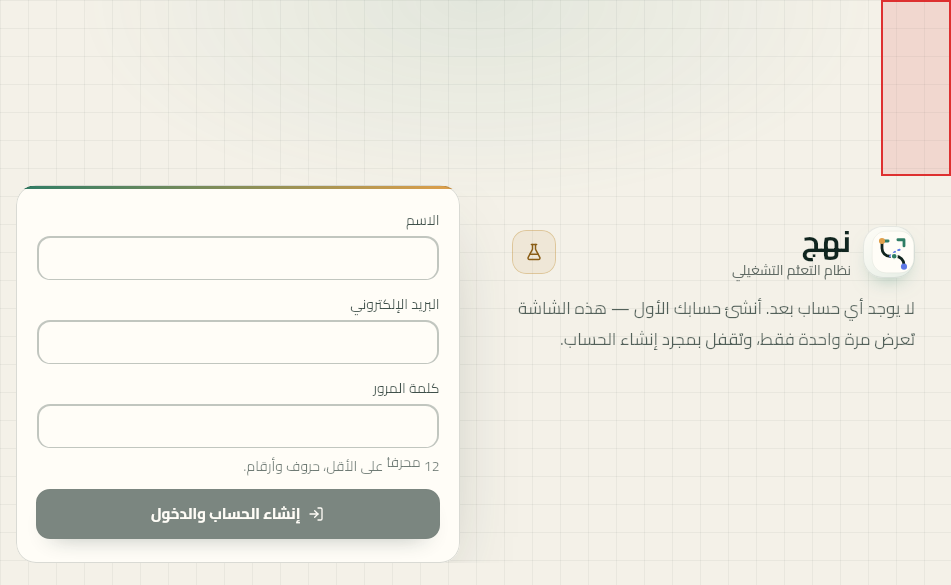 نهج
نظام التعلّم التشغيلي
لا يوجد أي حساب بعد. أنشئ حسابك الأول — هذه الشاشة
تُعرض مرة واحدة فقط، وتُقفل بمجرد إنشاء الحساب.
الاسم
البريد الإلكتروني
كلمة المرور
12 محرفاً على الأقل، حروف وأرقام.
إنشاء الحساب والدخول